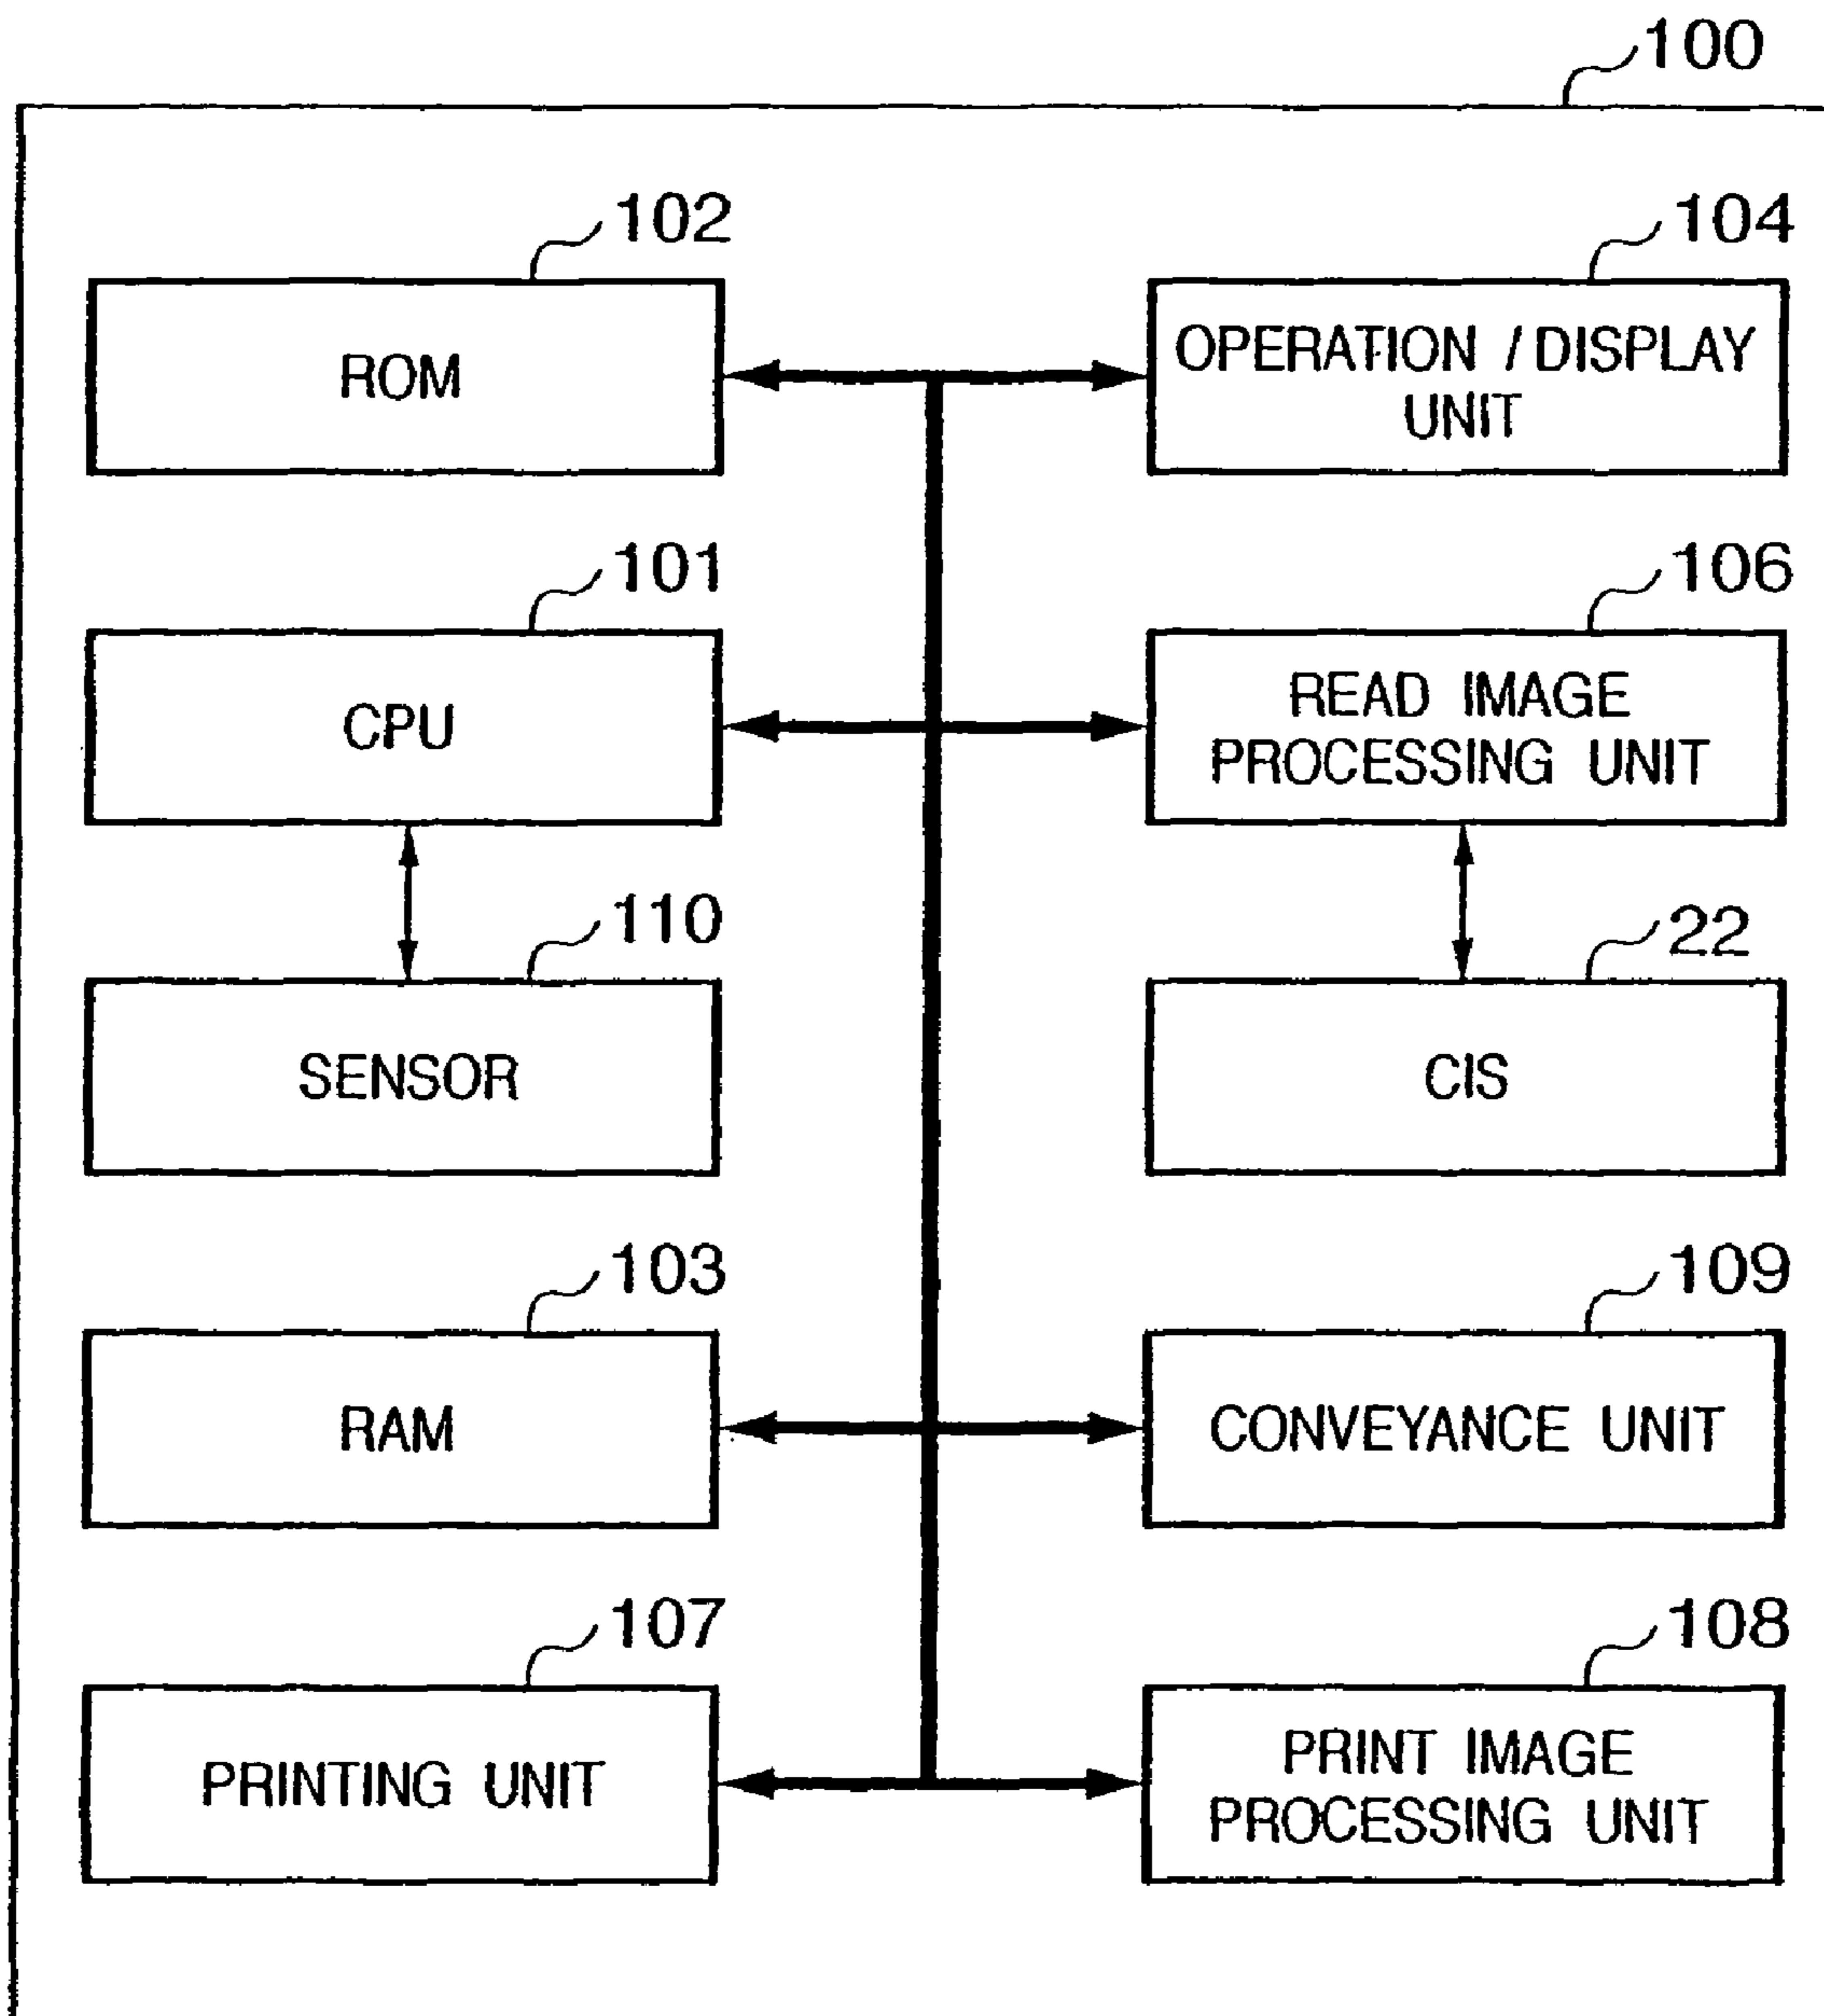 100
102
104
ROM
OPERATION / DISPLAY
UNIT
101
106
CPU
READ IMAGE
PROCESSING UNIT
110
22
SENSOR
CIS
103
109
RAM
CONVEYANCE UNIT
107
108
PRINTING UNIT
PRINT IMAGE
PROCESSING UNIT